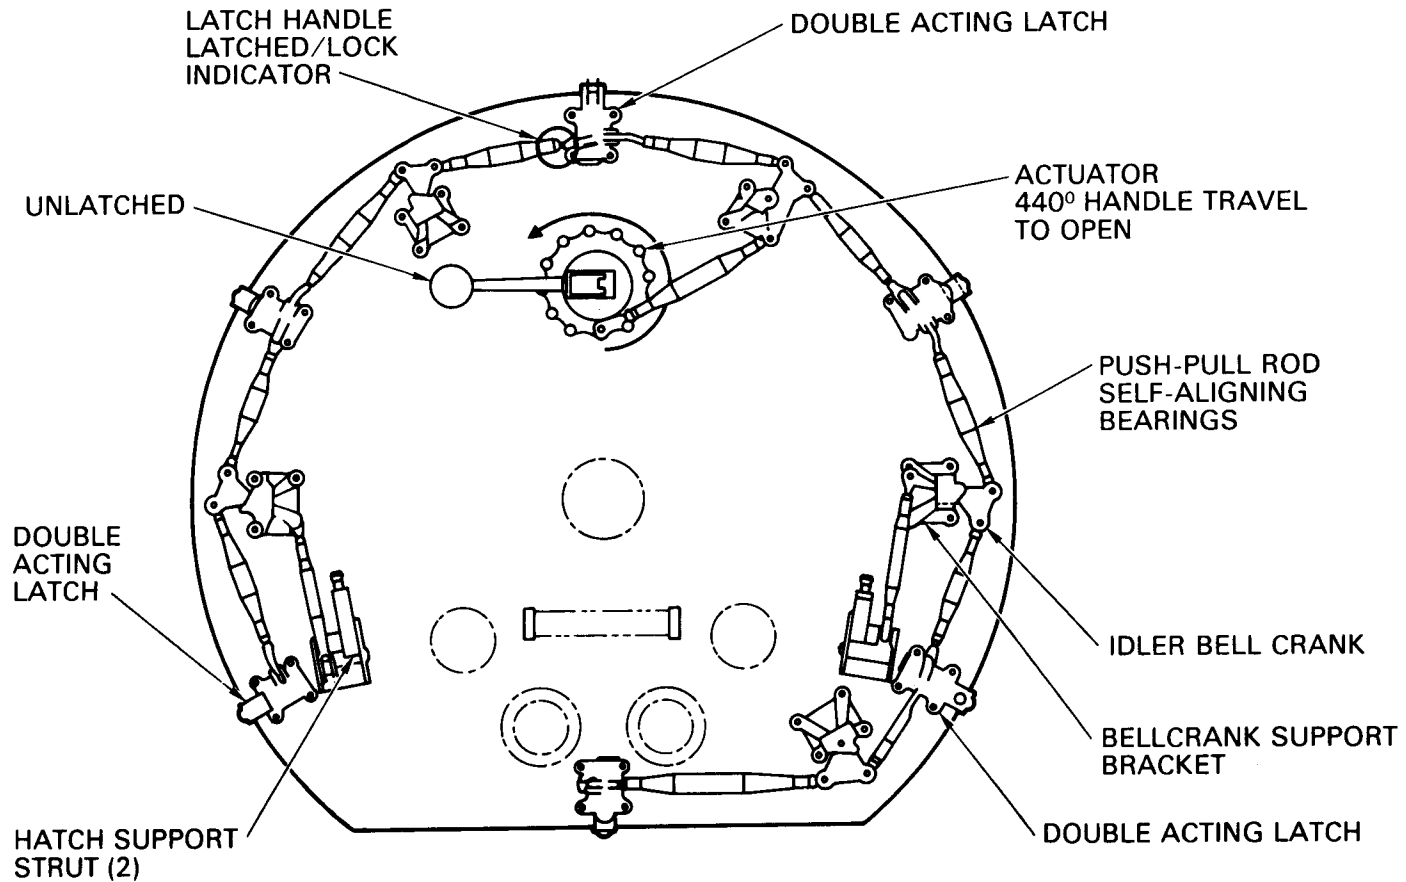 LATCH HANDLE
LATCHED/LOCK
INDICATOR
DOUBLE ACTING LATCH
UNLATCHED
ACTUATOR
440⁰ HANDLE TRAVEL
TO OPEN
PUSH-PULL ROD
SELF-ALIGNING
BEARINGS
DOUBLE
ACTING
LATCH
IDLER BELL CRANK
BELLCRANK SUPPORT
BRACKET
HATCH SUPPORT
STRUT (2)
DOUBLE ACTING LATCH